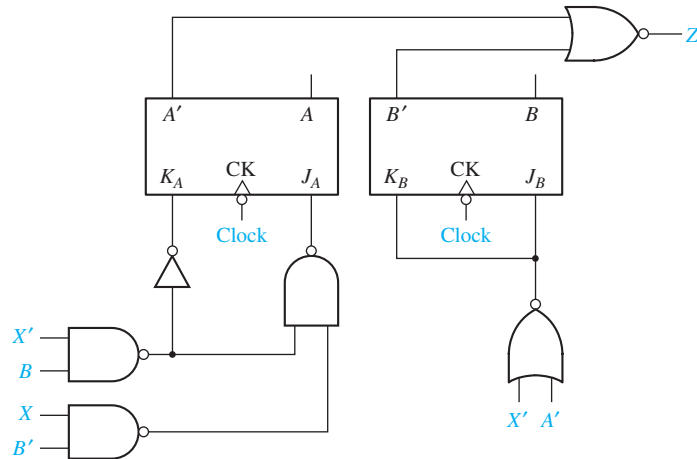 Z
A′ A B′ B
K_A CK J_A K_B CK J_B
Clock Clock
X′
B
X
B′
X′ A′